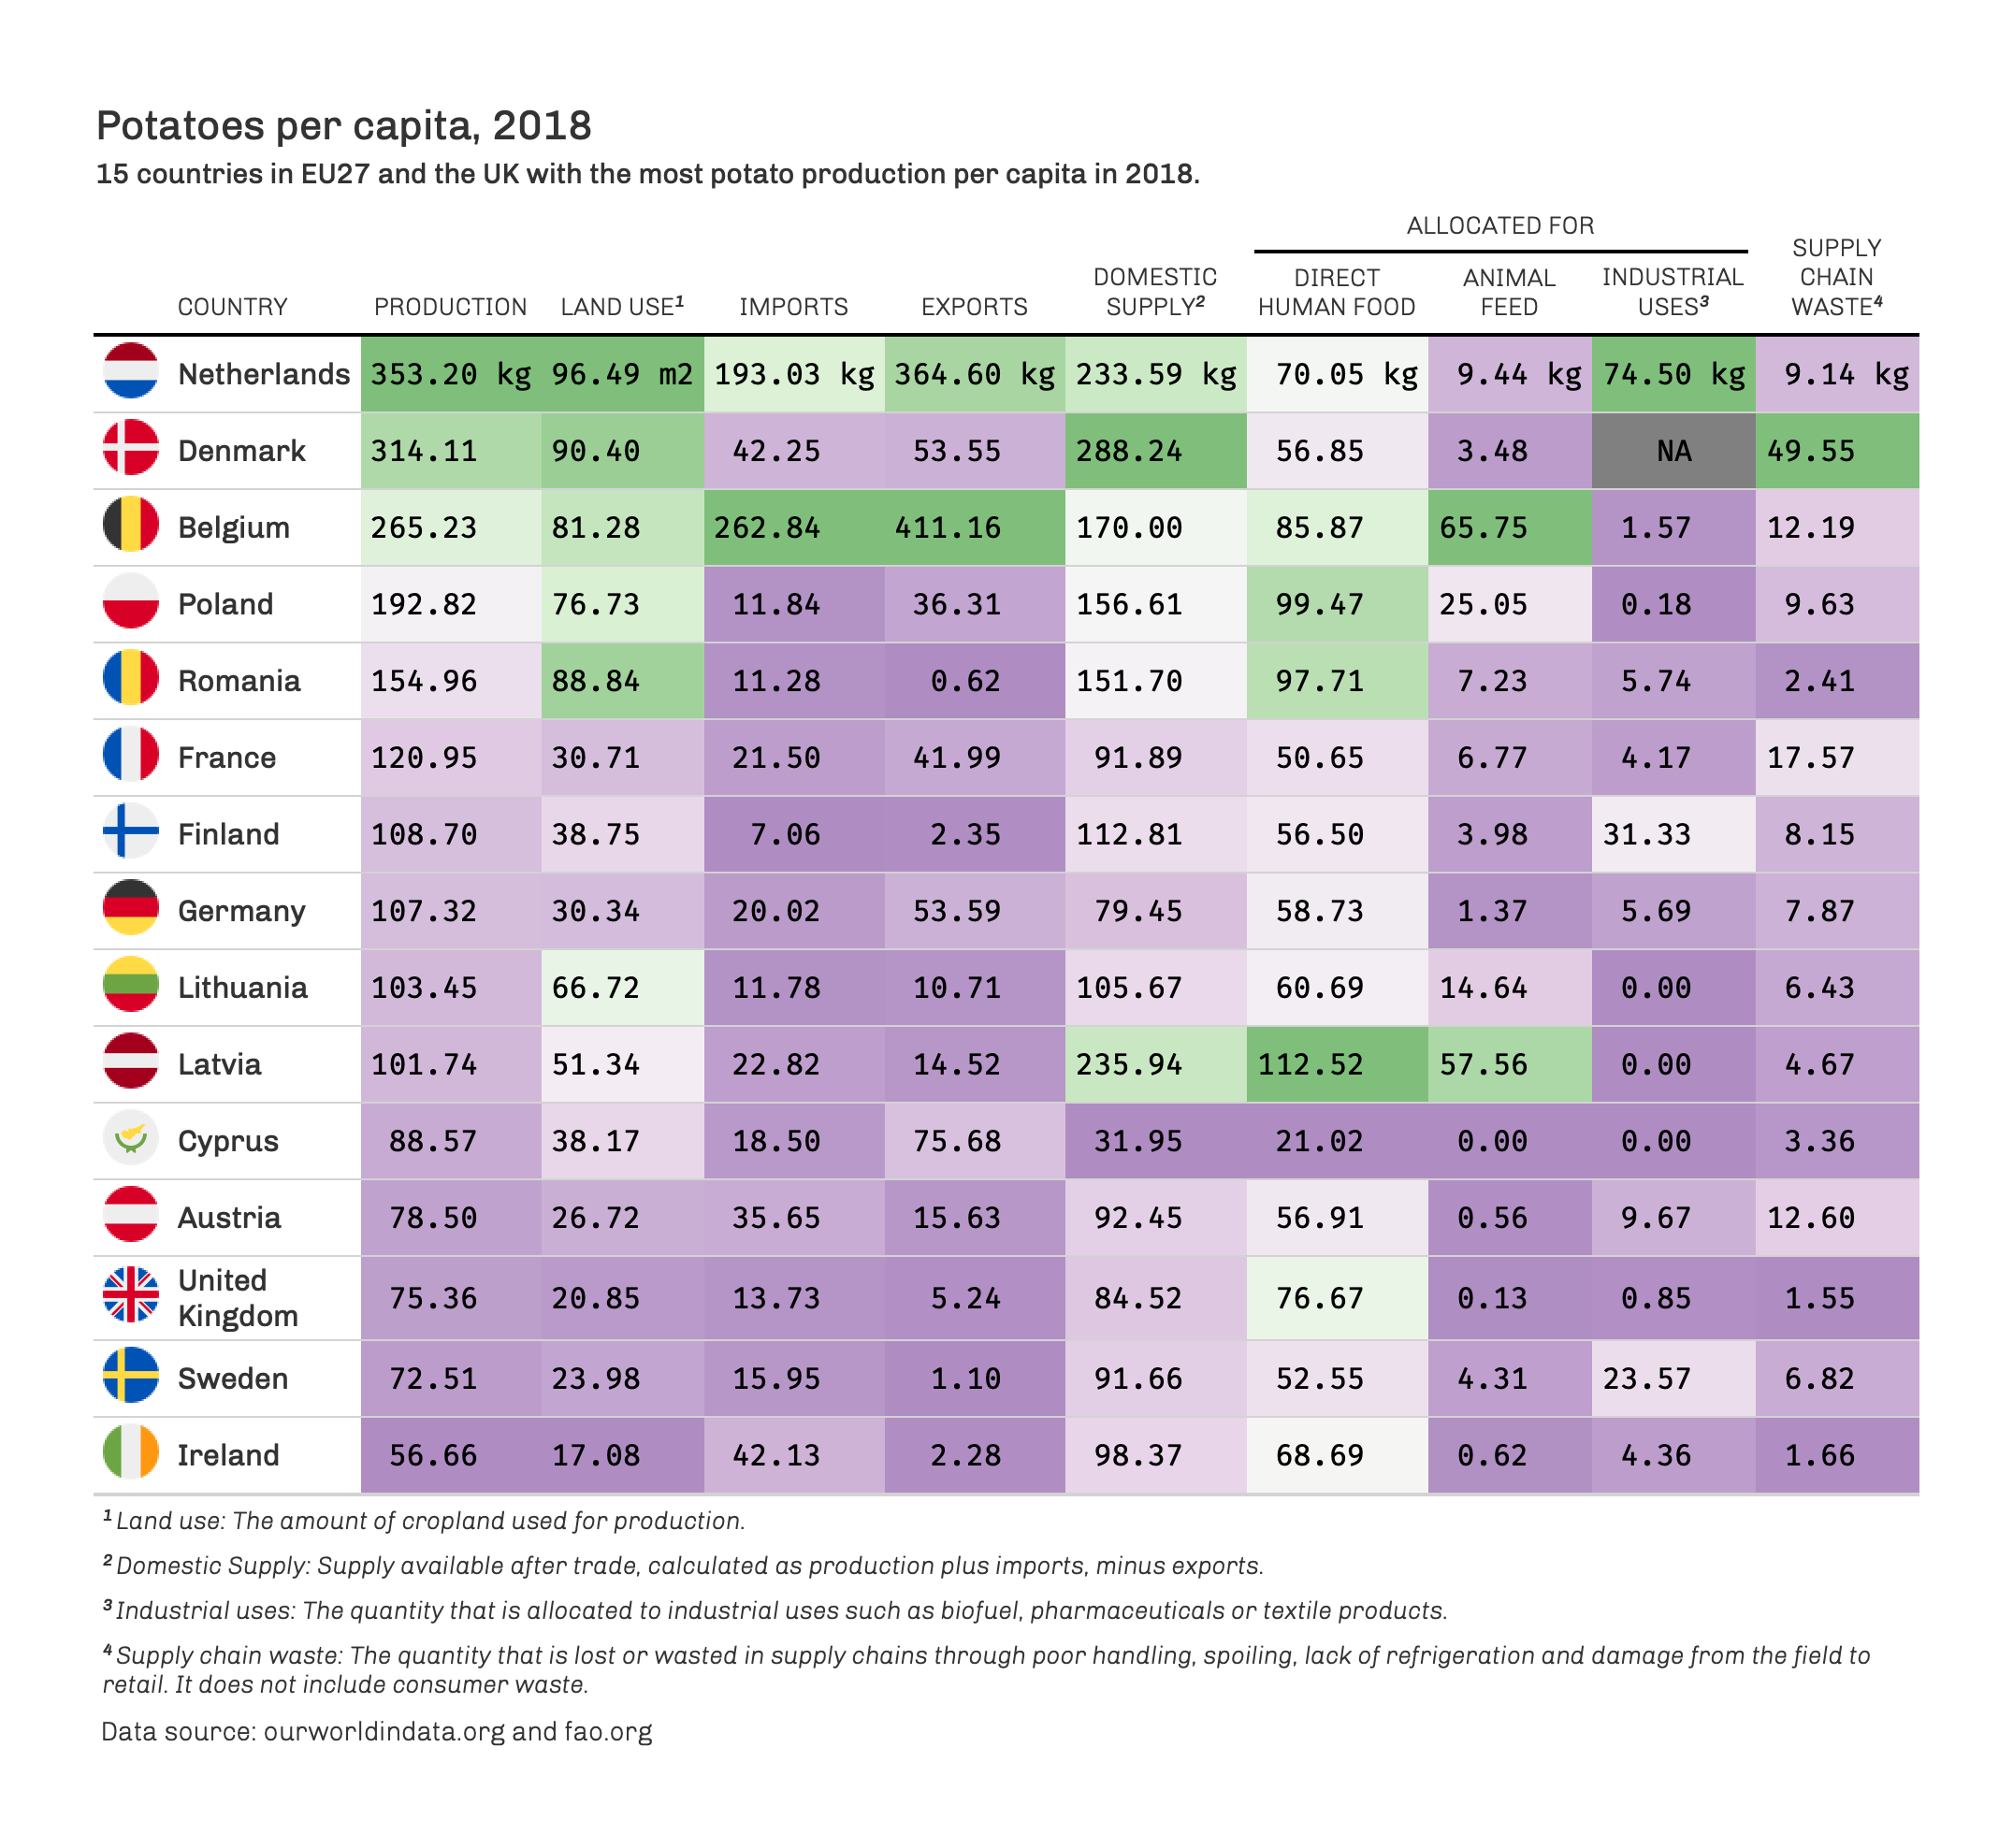 Potatoes per capita, 2018
15 countries in EU27 and the UK with the most potato production per capita in 2018.
ALLOCATED FOR
COUNTRY PRODUCTION LAND USE¹ IMPORTS EXPORTS DOMESTIC SUPPLY² DIRECT HUMAN FOOD ANIMAL FEED INDUSTRIAL USES³ SUPPLY CHAIN WASTE⁴
Netherlands 353.20 kg 96.49 m2 193.03 kg 364.60 kg 233.59 kg 70.05 kg 9.44 kg 74.50 kg 9.14 kg
Denmark 314.11 90.40 42.25 53.55 288.24 56.85 3.48 NA 49.55
Belgium 265.23 81.28 262.84 411.16 170.00 85.87 65.75 1.57 12.19
Poland 192.82 76.73 11.84 36.31 156.61 99.47 25.05 0.18 9.63
Romania 154.96 88.84 11.28 0.62 151.70 97.71 7.23 5.74 2.41
France 120.95 30.71 21.50 41.99 91.89 50.65 6.77 4.17 17.57
Finland 108.70 38.75 7.06 2.35 112.81 56.50 3.98 31.33 8.15
Germany 107.32 30.34 20.02 53.59 79.45 58.73 1.37 5.69 7.87
Lithuania 103.45 66.72 11.78 10.71 105.67 60.69 14.64 0.00 6.43
Latvia 101.74 51.34 22.82 14.52 235.94 112.52 57.56 0.00 4.67
Cyprus 88.57 38.17 18.50 75.68 31.95 21.02 0.00 0.00 3.36
Austria 78.50 26.72 35.65 15.63 92.45 56.91 0.56 9.67 12.60
United Kingdom 75.36 20.85 13.73 5.24 84.52 76.67 0.13 0.85 1.55
Sweden 72.51 23.98 15.95 1.10 91.66 52.55 4.31 23.57 6.82
Ireland 56.66 17.08 42.13 2.28 98.37 68.69 0.62 4.36 1.66
¹ Land use: The amount of cropland used for production.
² Domestic Supply: Supply available after trade, calculated as production plus imports, minus exports.
³ Industrial uses: The quantity that is allocated to industrial uses such as biofuel, pharmaceuticals or textile products.
⁴ Supply chain waste: The quantity that is lost or wasted in supply chains through poor handling, spoiling, lack of refrigeration and damage from the field to
retail. It does not include consumer waste.
Data source: ourworldindata.org and fao.org